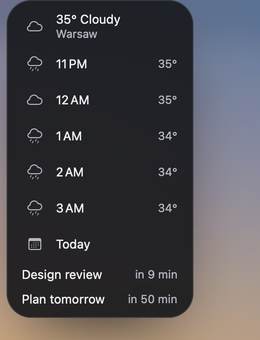 35° Cloudy
Warsaw
11 PM 35°
12 AM 35°
1 AM 34°
2 AM 34°
3 AM 34°
Today
Design review in 9 min
Plan tomorrow in 50 min